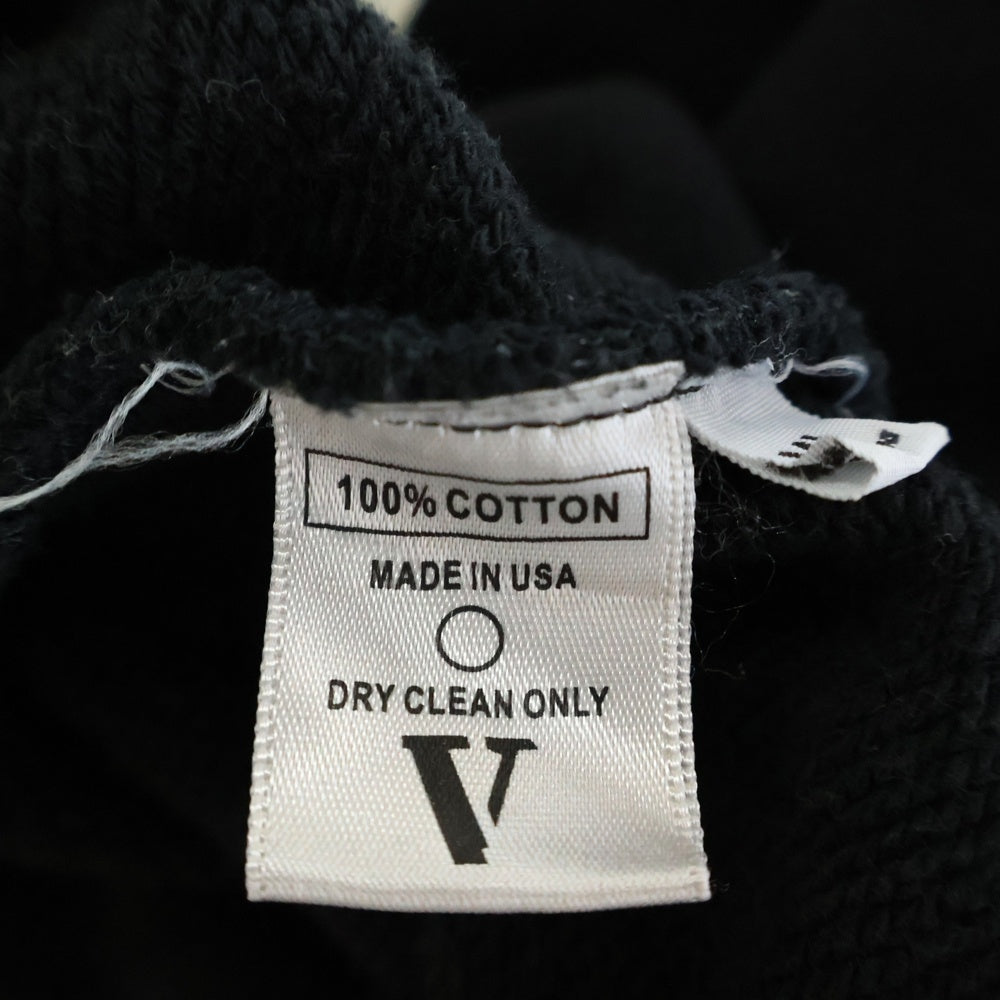 100% COTTON
MADE IN USA
DRY CLEAN ONLY
V